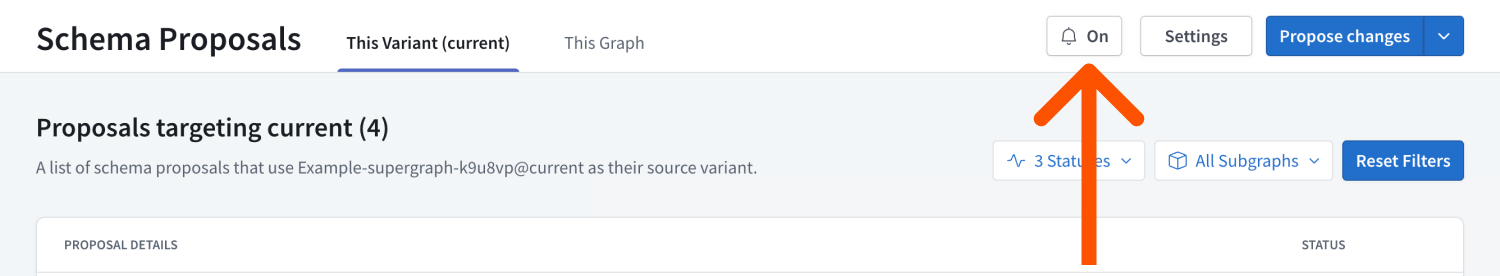 Schema Proposals
This Variant (current)
This Graph
On
Settings
Propose changes
Proposals targeting current (4)
A list of schema proposals that use Example-supergraph-k9u8vp@current as their source variant.
3 Statuses
All Subgraphs
Reset Filters
PROPOSAL DETAILS
STATUS